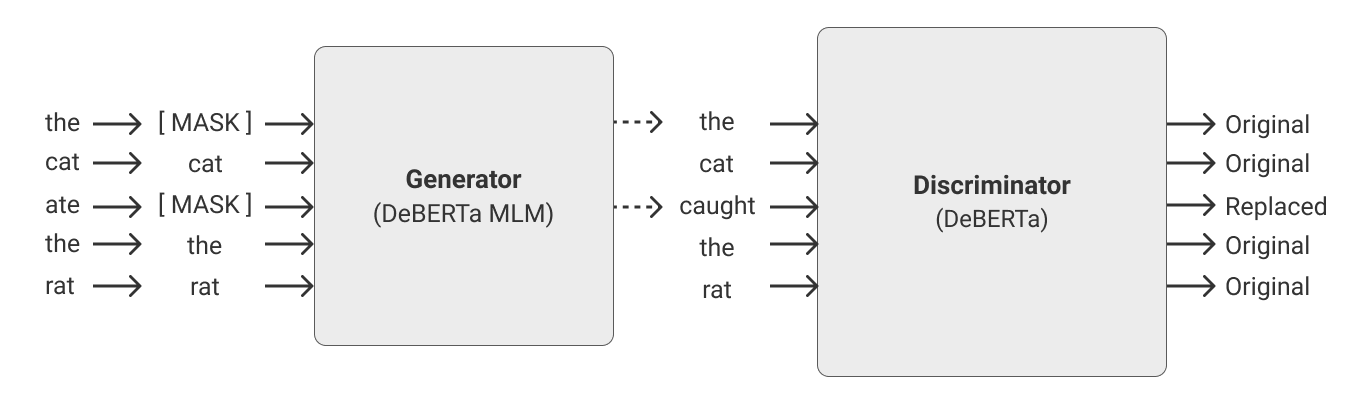 the [ MASK ] the Original
cat cat Generator cat Original
ate [ MASK ] (DeBERTa MLM) caught Discriminator Replaced
the the the (DeBERTa) Original
rat rat rat Original